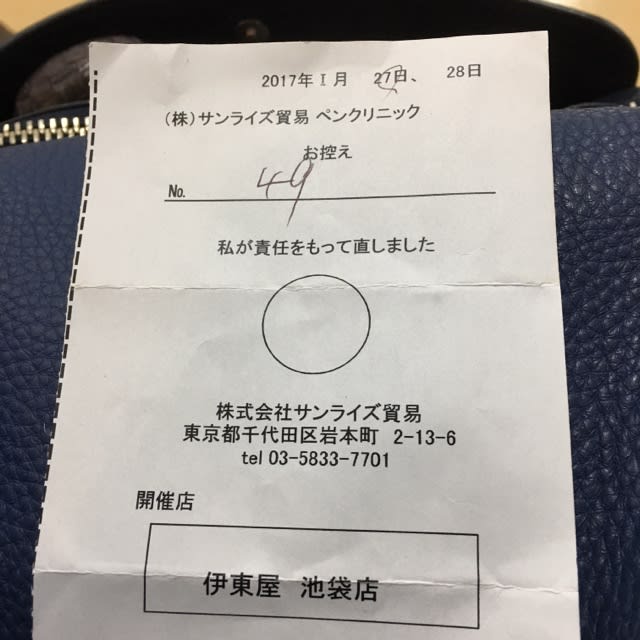 2017年1月 27日、 28日
(株)サンライズ貿易 ペンクリニック
お控え
No. 49
私が責任をもって直しました
株式会社サンライズ貿易
東京都千代田区岩本町 2-13-6
tel 03-5833-7701
開催店
伊東屋 池袋店